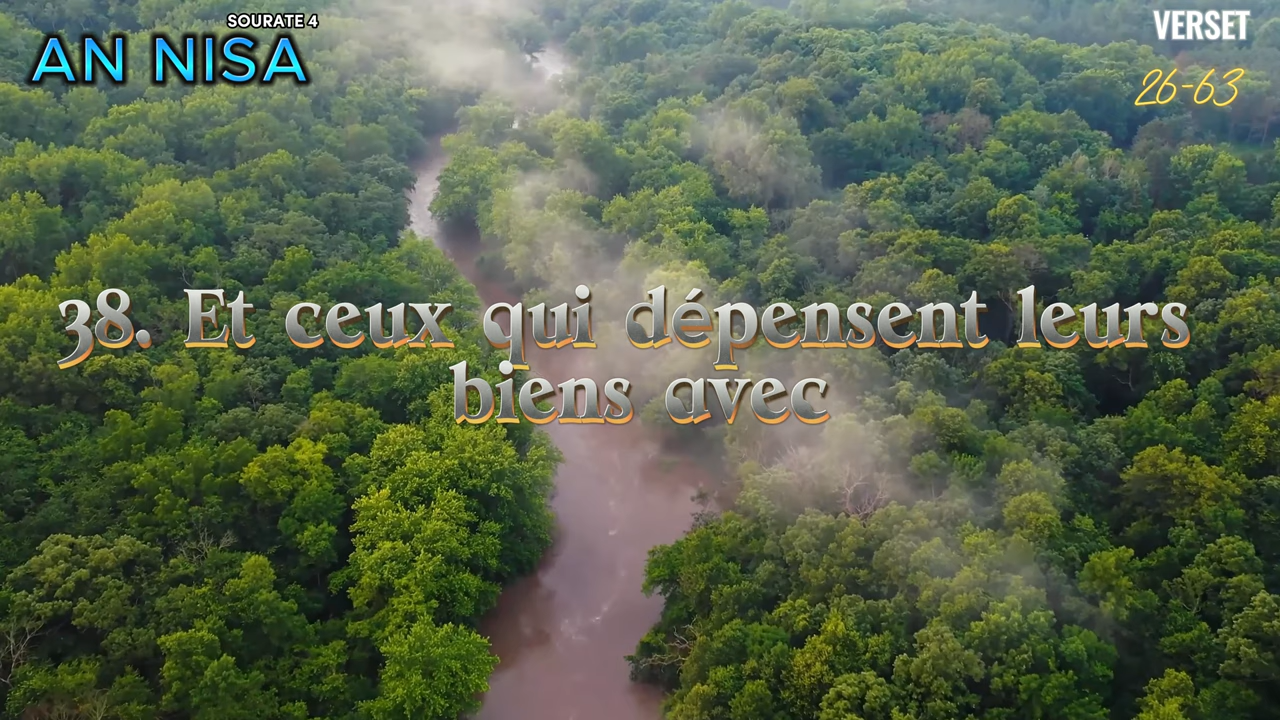 SOURATE 4
AN NISA
VERSET
26-63
38. Et ceux qui dépensent leurs
biens avec